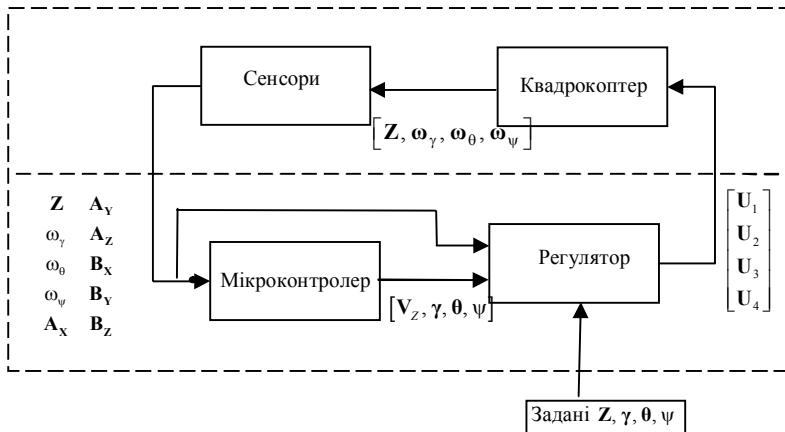 Сенсори
Квадрокоптер
[Z, ω_γ, ω_θ, ω_ψ]
Z A_Y
ω_γ A_Z
ω_θ B_X
ω_ψ B_Y
A_X B_Z
Мікроконтролер
[V_Z, γ, θ, ψ]
Регулятор
U_1
U_2
U_3
U_4
Задані Z, γ, θ, ψ